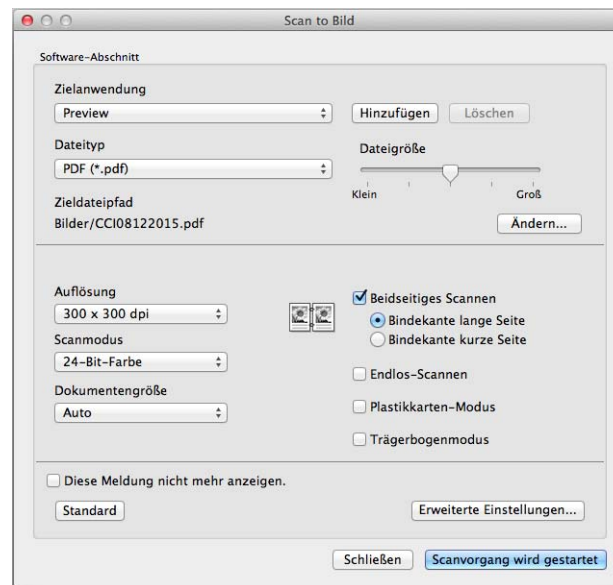 Scan to Bild
Software-Abschnitt
Zielanwendung
Preview
Hinzufügen
Löschen
Dateityp
PDF (*.pdf)
Dateigröße
Klein
Groß
Zieldateipfad
Bilder/CCI08122015.pdf
Ändern...
Auflösung
300 x 300 dpi
Scanmodus
24-Bit-Farbe
Dokumentengröße
Auto
Beidseitiges Scannen
Bindekante lange Seite
Bindekante kurze Seite
Endlos-Scannen
Plastikkarten-Modus
Trägerbogenmodus
Diese Meldung nicht mehr anzeigen.
Standard
Erweiterte Einstellungen...
Schließen
Scanvorgang wird gestartet